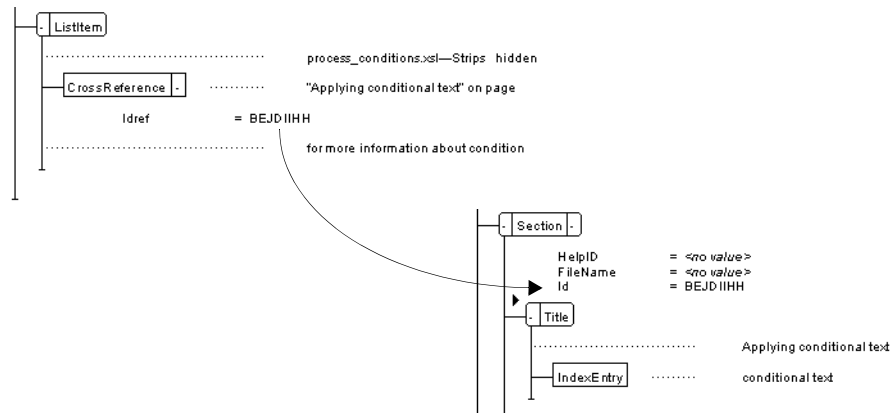 - ListItem
process_conditions.xsl—Strips hidden
CrossReference - "Applying conditional text" on page
Idref = BEJDIIHH
for more information about condition
- Section -
HelpID = <no value>
FileName = <no value>
Id = BEJDIIHH
- Title
Applying conditional text
IndexEntry conditional text